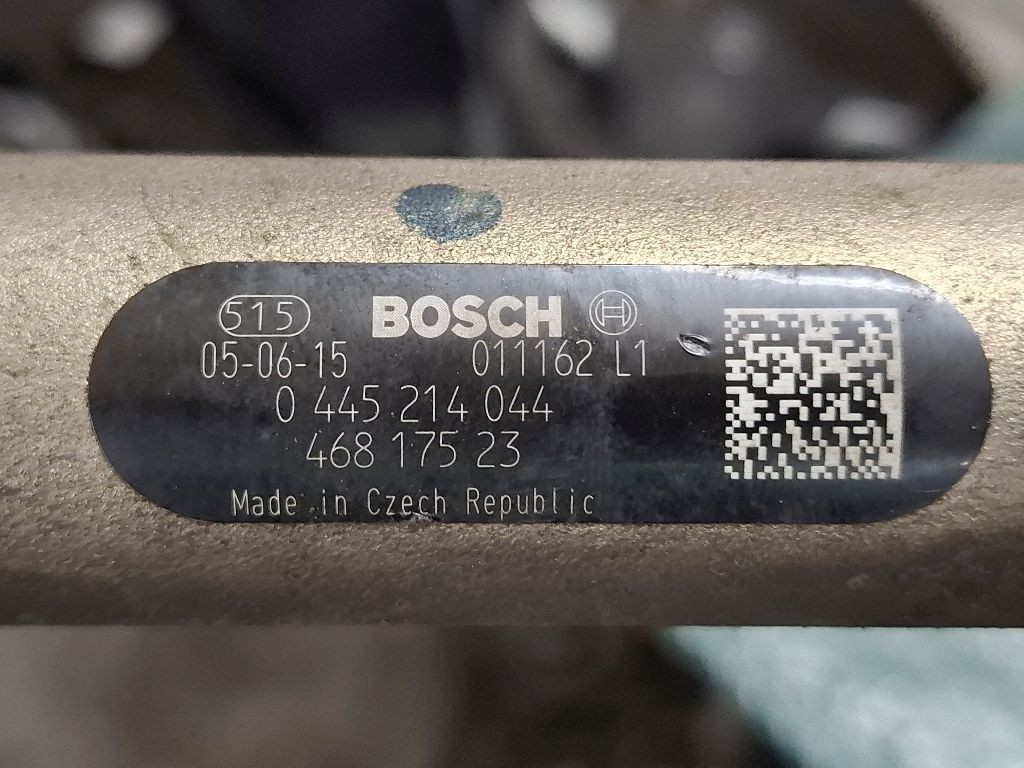 515 BOSCH
05-06-15 011162 L1
0 445 214 044
468 175 23
Made in Czech Republic